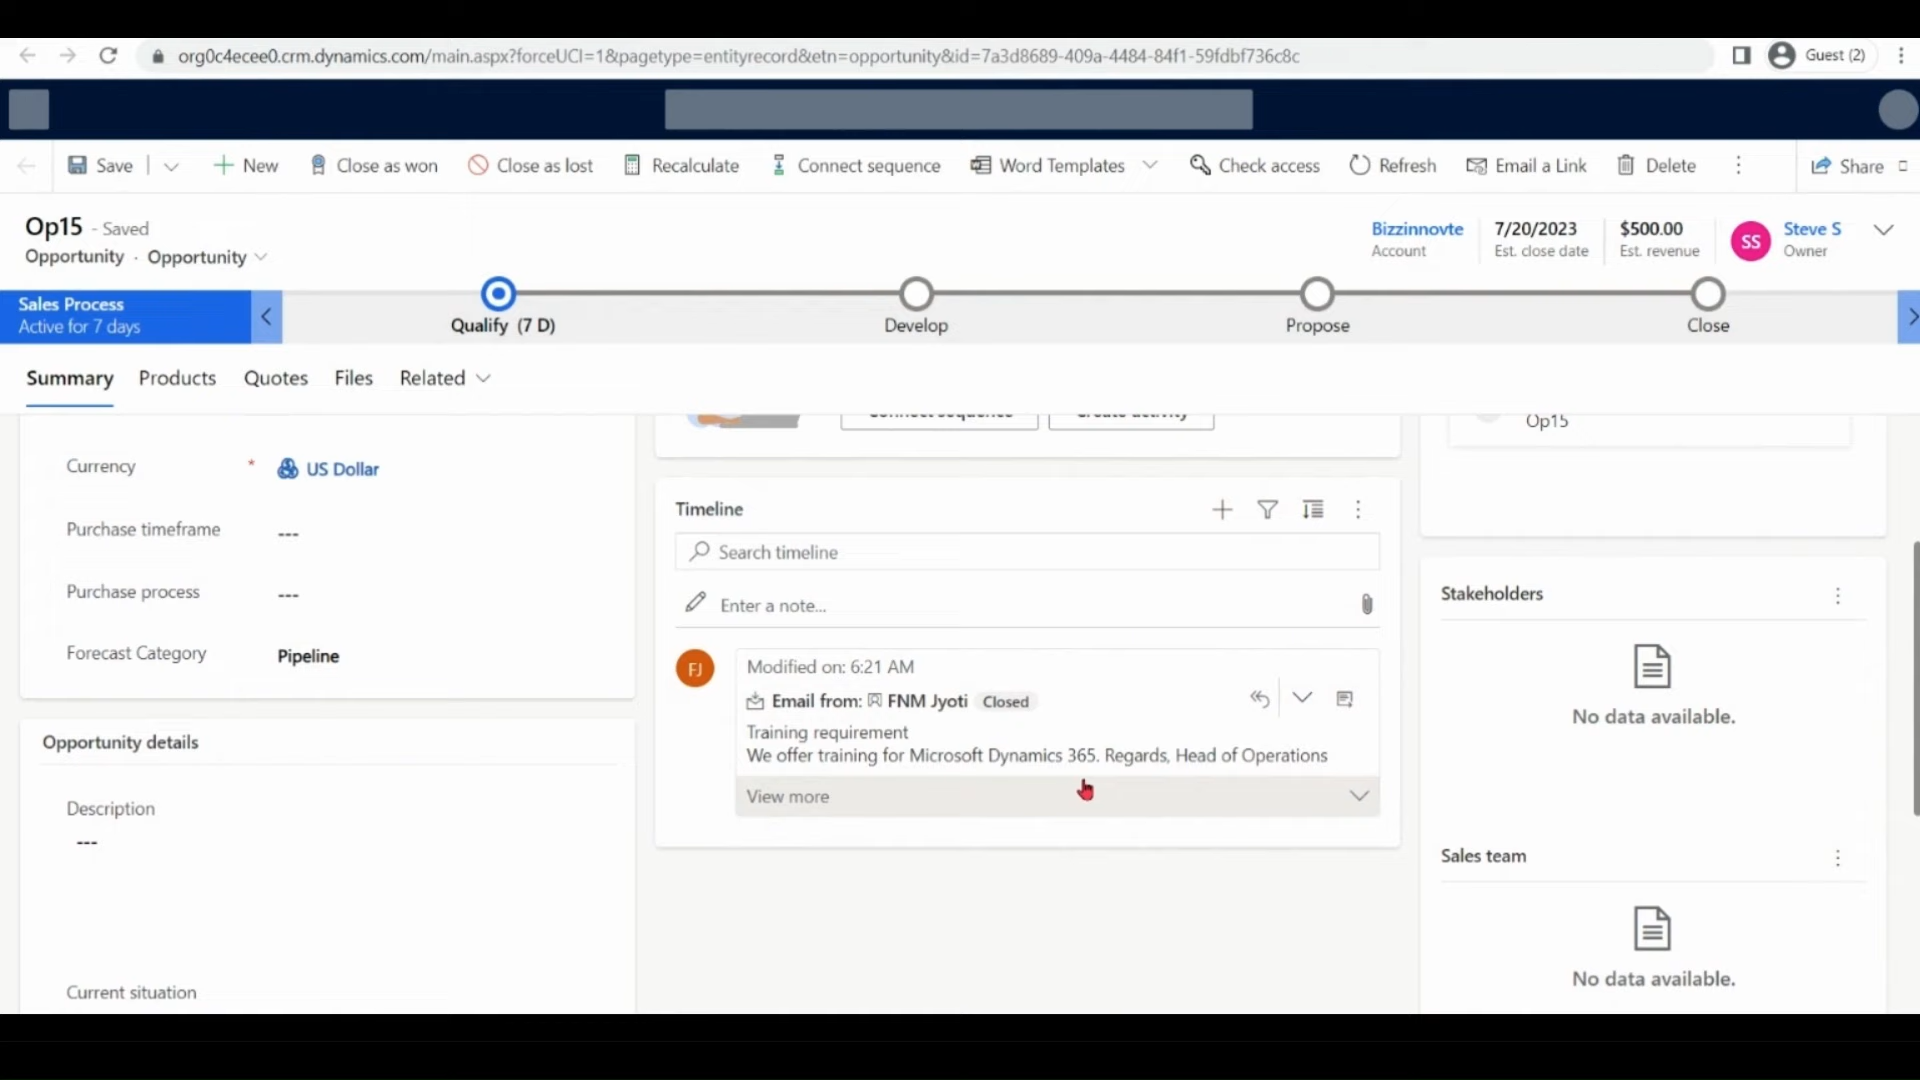 org0c4ecee0.crm.dynamics.com/main.aspx?forceUCI=1&pagetype=entityrecord&etn=opportunity&id=7a3d8689-409a-4484-84f1-59fdbf736c8c
Guest (2)
Save
New
Close as won
Close as lost
Recalculate
Connect sequence
Word Templates
Check access
Refresh
Email a Link
Delete
Share
Op15 - Saved
Opportunity · Opportunity
Bizzinnovte
Account
7/20/2023
Est. close date
$500.00
Est. revenue
SS
Steve S
Owner
Sales Process
Active for 7 days
Qualify (7 D)
Develop
Propose
Close
Summary
Products
Quotes
Files
Related
Connect sequence
Create activity
Op15
Currency *
US Dollar
Purchase timeframe
---
Purchase process
---
Forecast Category
Pipeline
Opportunity details
Description
---
Current situation
Timeline
Search timeline
Enter a note...
FJ
Modified on: 6:21 AM
Email from: FNM Jyoti Closed
Training requirement
We offer training for Microsoft Dynamics 365. Regards, Head of Operations
View more
Stakeholders
No data available.
Sales team
No data available.